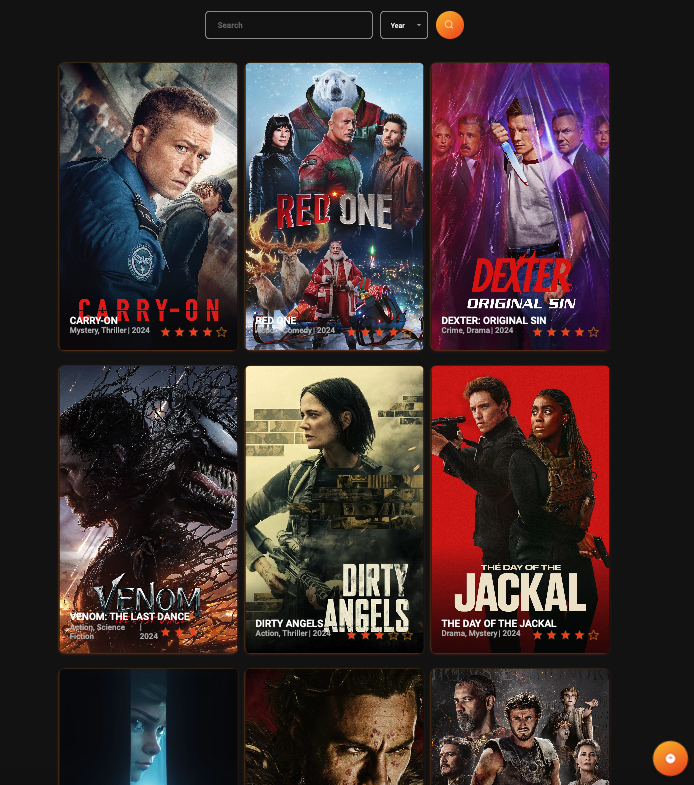 Search
Year
CARRY-ON
CARRY-ON
Mystery, Thriller | 2024
RED ONE
RED ONE
Action, Comedy | 2024
DEXTER
ORIGINAL SIN
DEXTER: ORIGINAL SIN
Crime, Drama | 2024
VENOM
VENOM: THE LAST DANCE
Action, Science
Fiction
| 2024
DIRTY
ANGELS
DIRTY ANGELS
Action, Thriller | 2024
THE DAY OF THE
JACKAL
THE DAY OF THE JACKAL
Drama, Mystery | 2024